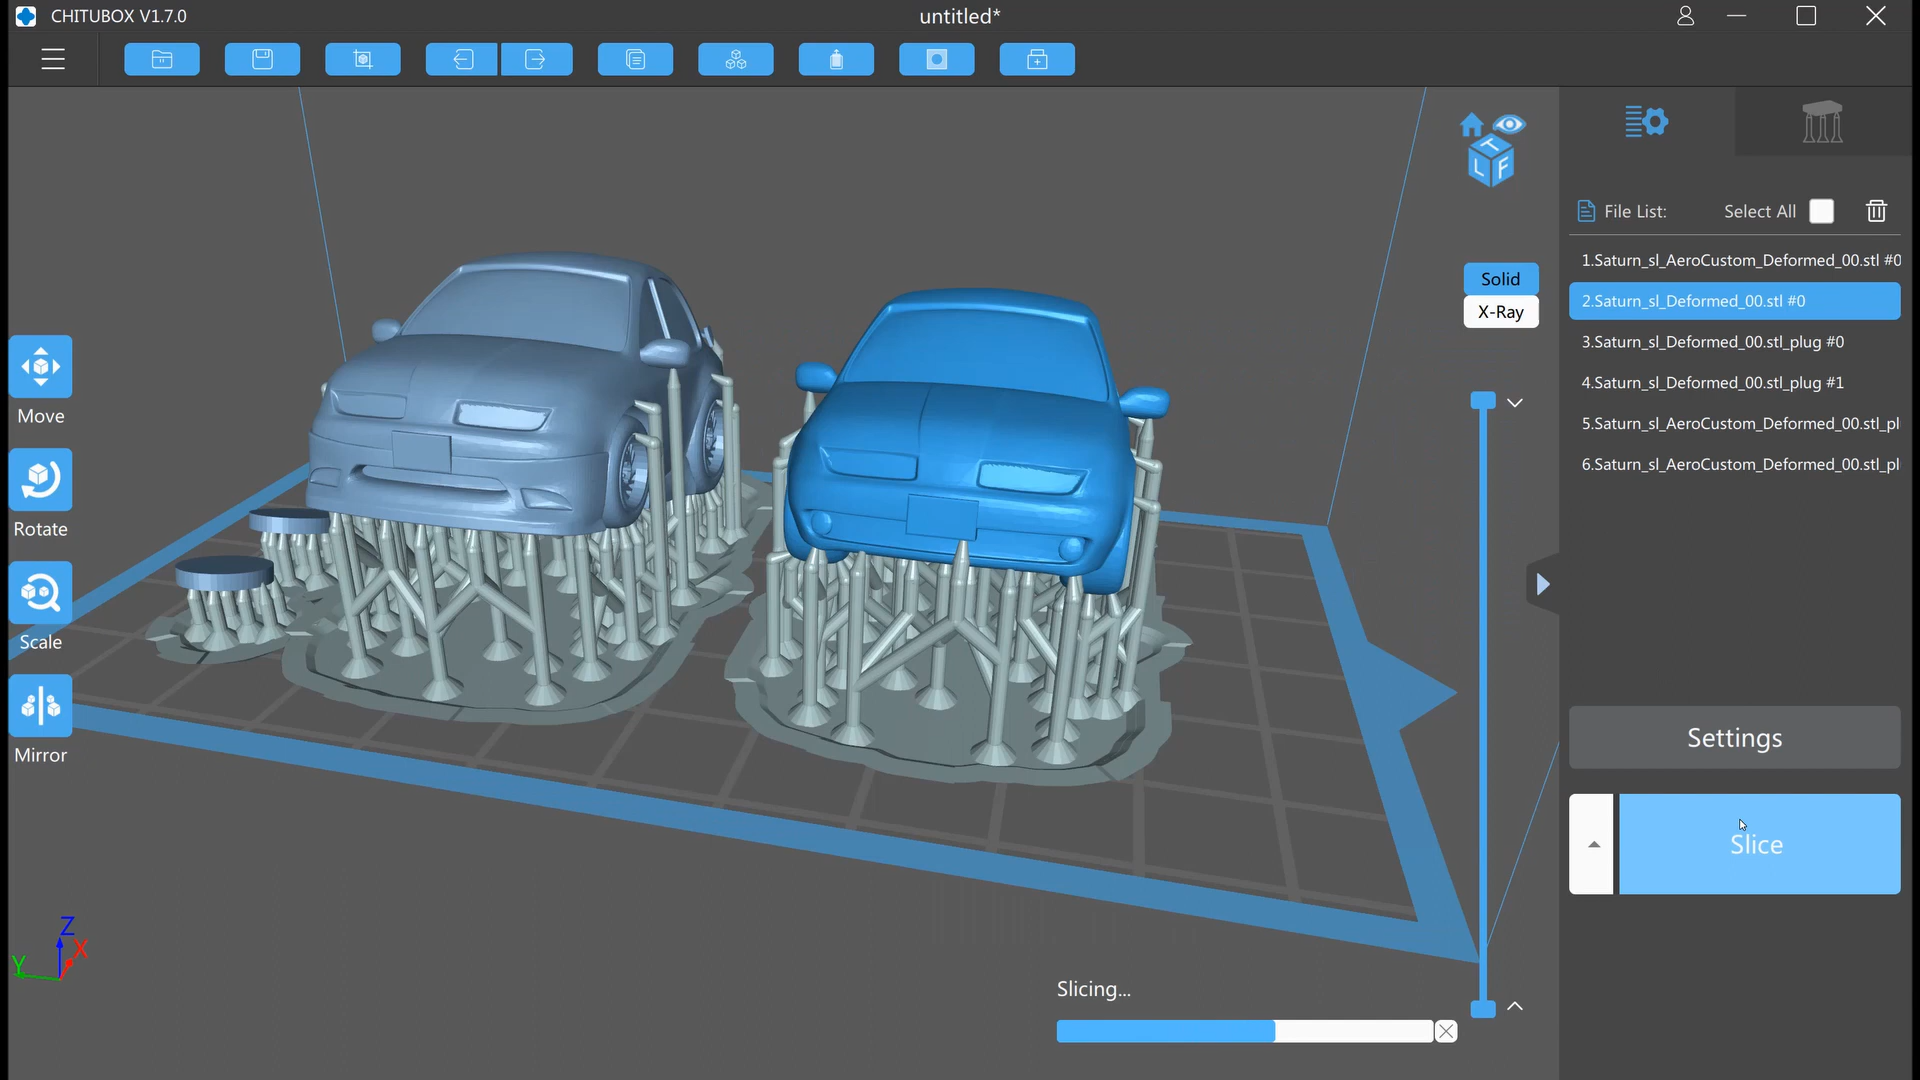 CHITUBOX V1.7.0
untitled*
T
L F
File List:
Select All
1.Saturn_sl_AeroCustom_Deformed_00.stl #0
2.Saturn_sl_Deformed_00.stl #0
3.Saturn_sl_Deformed_00.stl_plug #0
4.Saturn_sl_Deformed_00.stl_plug #1
5.Saturn_sl_AeroCustom_Deformed_00.stl_pl
6.Saturn_sl_AeroCustom_Deformed_00.stl_pl
Solid
X-Ray
Move
Rotate
Scale
Mirror
Settings
Slice
Z
X
Y
Slicing...